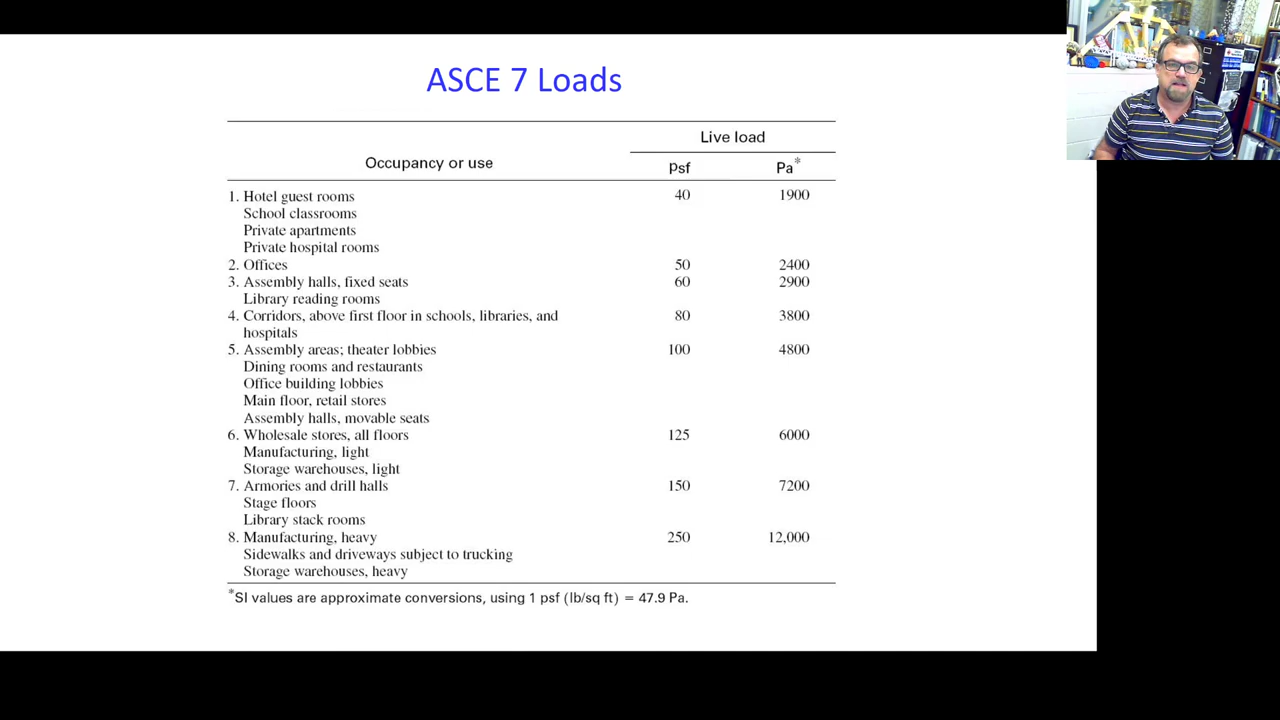 ASCE 7 Loads
Live load
Occupancy or use
psf
Pa*
1. Hotel guest rooms 40 1900
School classrooms
Private apartments
Private hospital rooms
2. Offices 50 2400
3. Assembly halls, fixed seats 60 2900
Library reading rooms
4. Corridors, above first floor in schools, libraries, and 80 3800
hospitals
5. Assembly areas; theater lobbies 100 4800
Dining rooms and restaurants
Office building lobbies
Main floor, retail stores
Assembly halls, movable seats
6. Wholesale stores, all floors 125 6000
Manufacturing, light
Storage warehouses, light
7. Armories and drill halls 150 7200
Stage floors
Library stack rooms
8. Manufacturing, heavy 250 12,000
Sidewalks and driveways subject to trucking
Storage warehouses, heavy
*SI values are approximate conversions, using 1 psf (lb/sq ft) = 47.9 Pa.